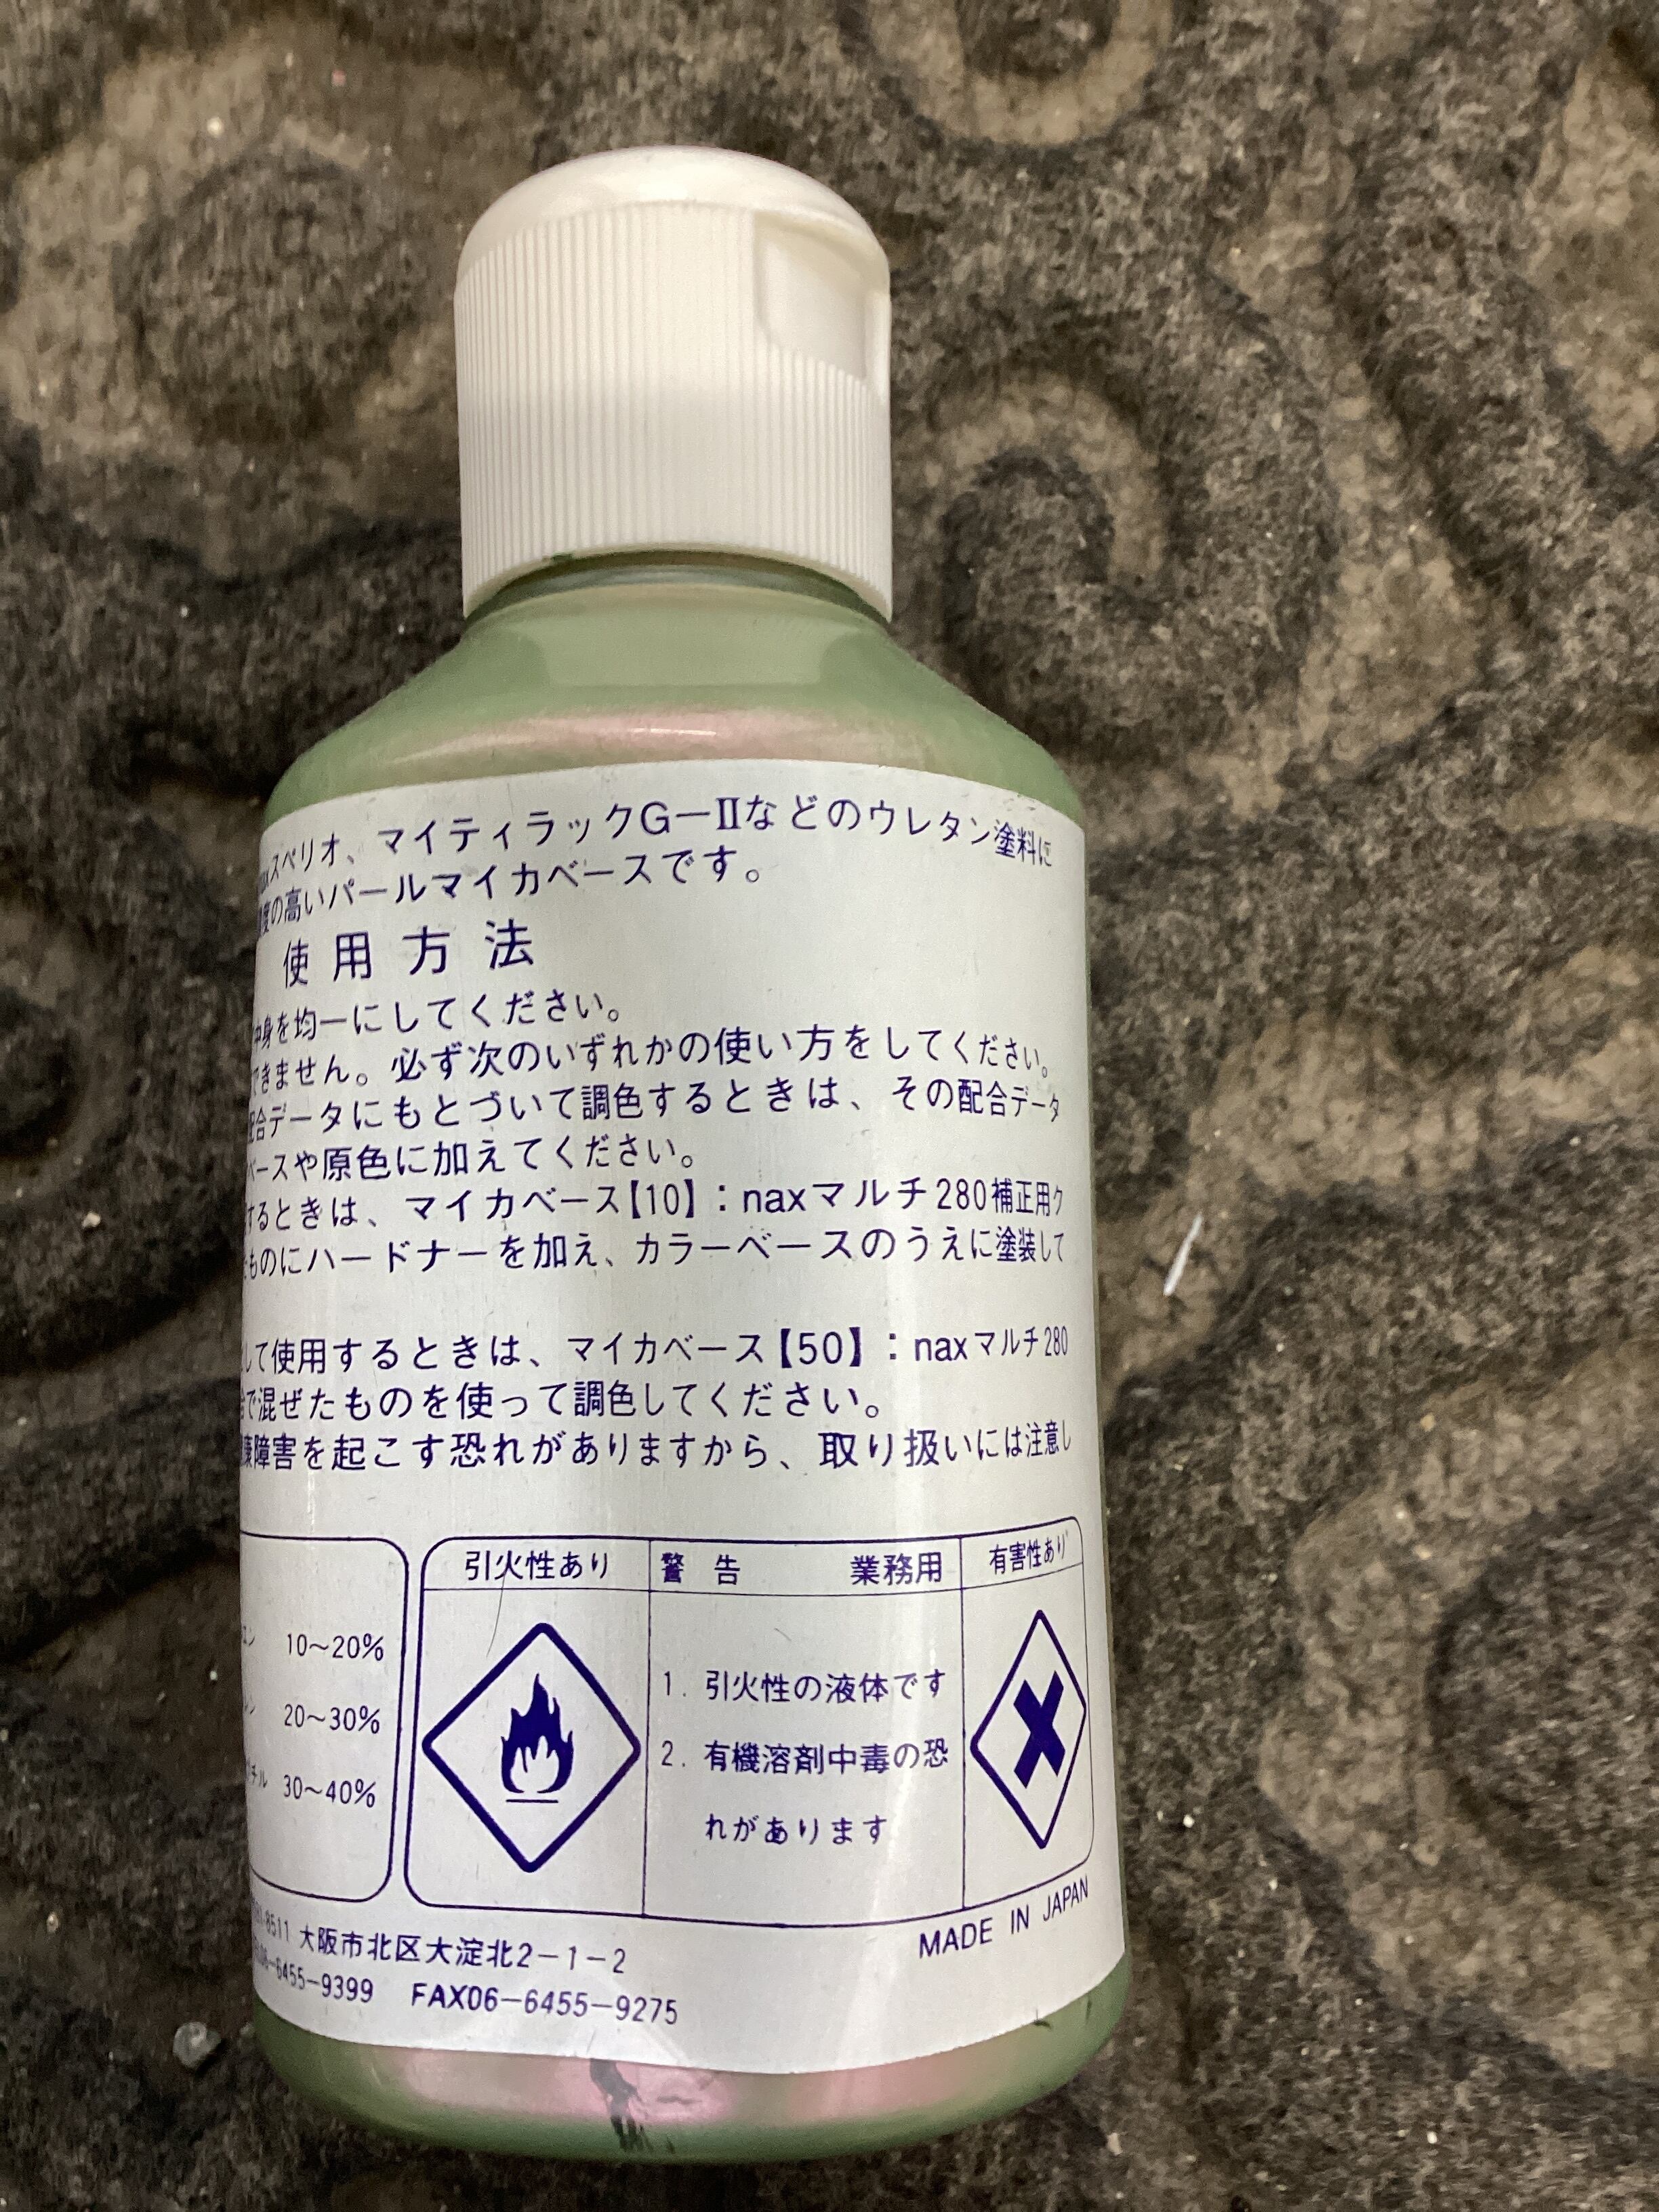 スペリオ、マイティラックG－Ⅱなどのウレタン塗料に
度の高いパールマイカベースです。
使用方法
中身を均一にしてください。
できません。必ず次のいずれかの使い方をしてください。
配合データにもとづいて調色するときは、その配合データ
ベースや原色に加えてください。
するときは、マイカベース【10】：naxマルチ280補正用ク
ものにハードナーを加え、カラーベースのうえに塗装して
して使用するときは、マイカベース【50】：naxマルチ280
で混ぜたものを使って調色してください。
康障害を起こす恐れがありますから、取り扱いには注意し
10～20%
20～30%
チル 30～40%
引火性あり
警告 業務用
有害性あり
1. 引火性の液体です
2. 有機溶剤中毒の恐
れがあります
MADE IN JAPAN
8511 大阪市北区大淀北2－1－2
6455－9399 FAX06－6455－9275